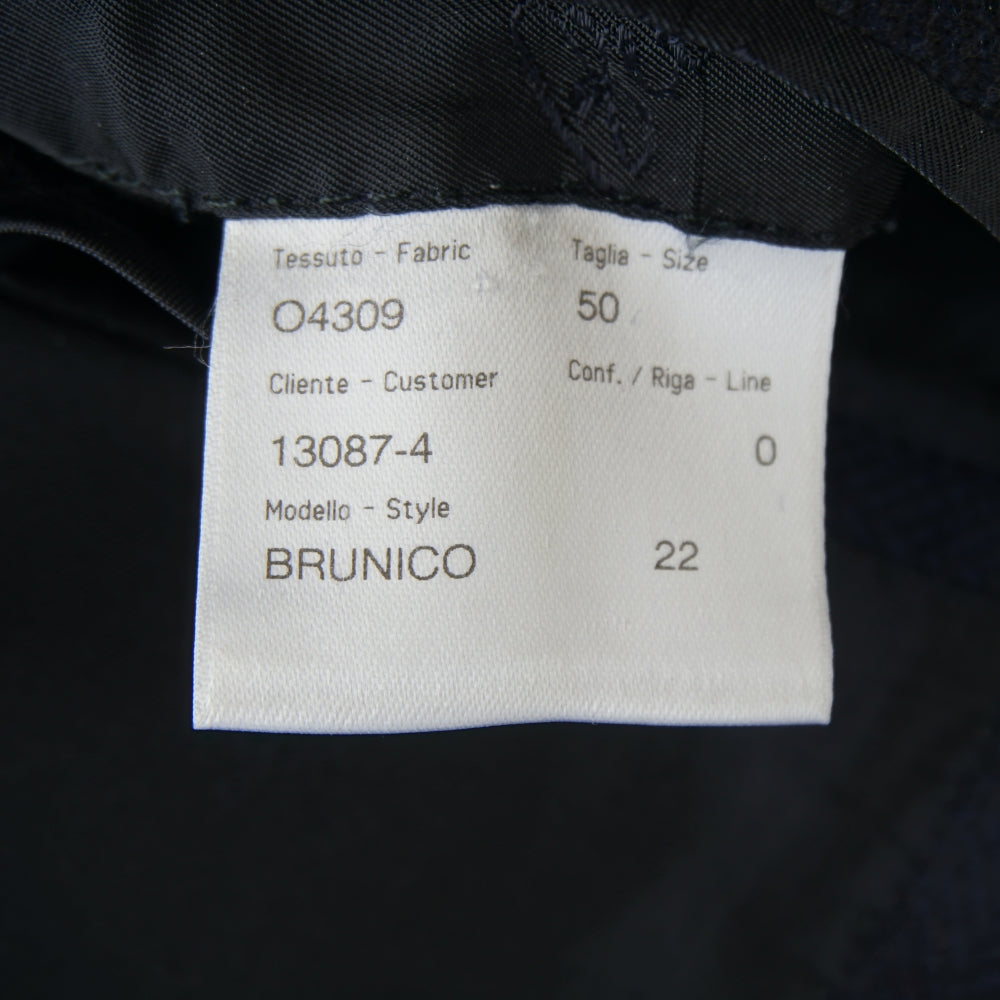 Tessuto - Fabric Taglia - Size
O4309 50
Cliente - Customer Conf. / Riga - Line
13087-4 0
Modello - Style
BRUNICO 22